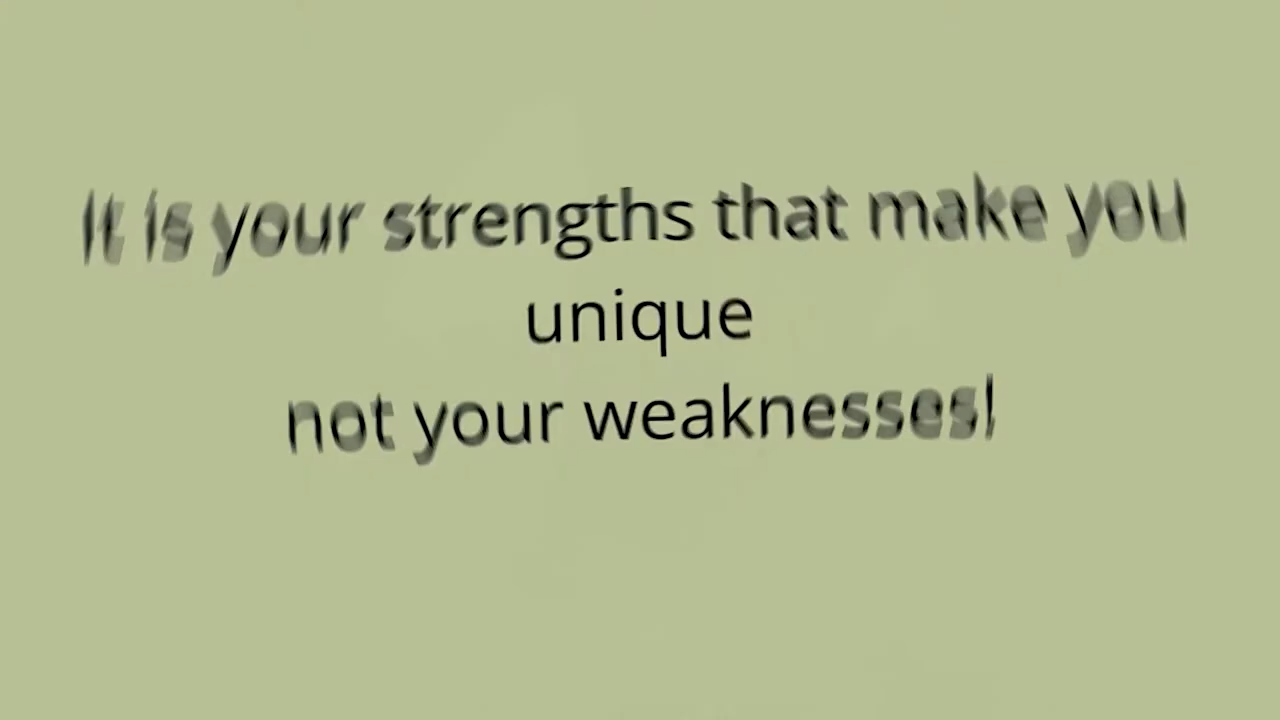 It is your strengths that make you
unique
not your weaknesses!